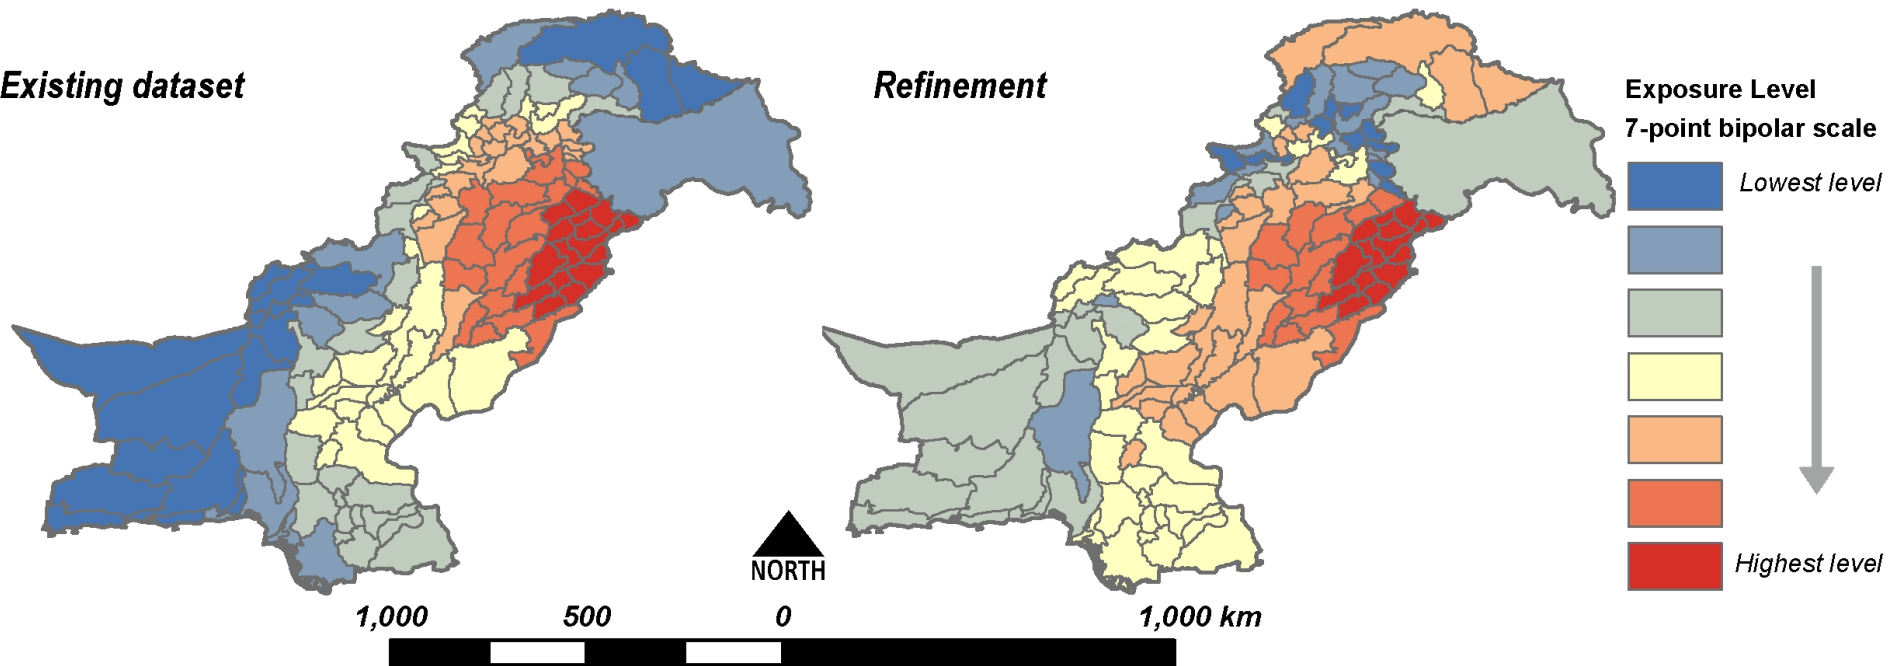 Existing dataset
Refinement
Exposure Level
7-point bipolar scale
Lowest level
Highest level
NORTH
1,000 500 0 1,000 km